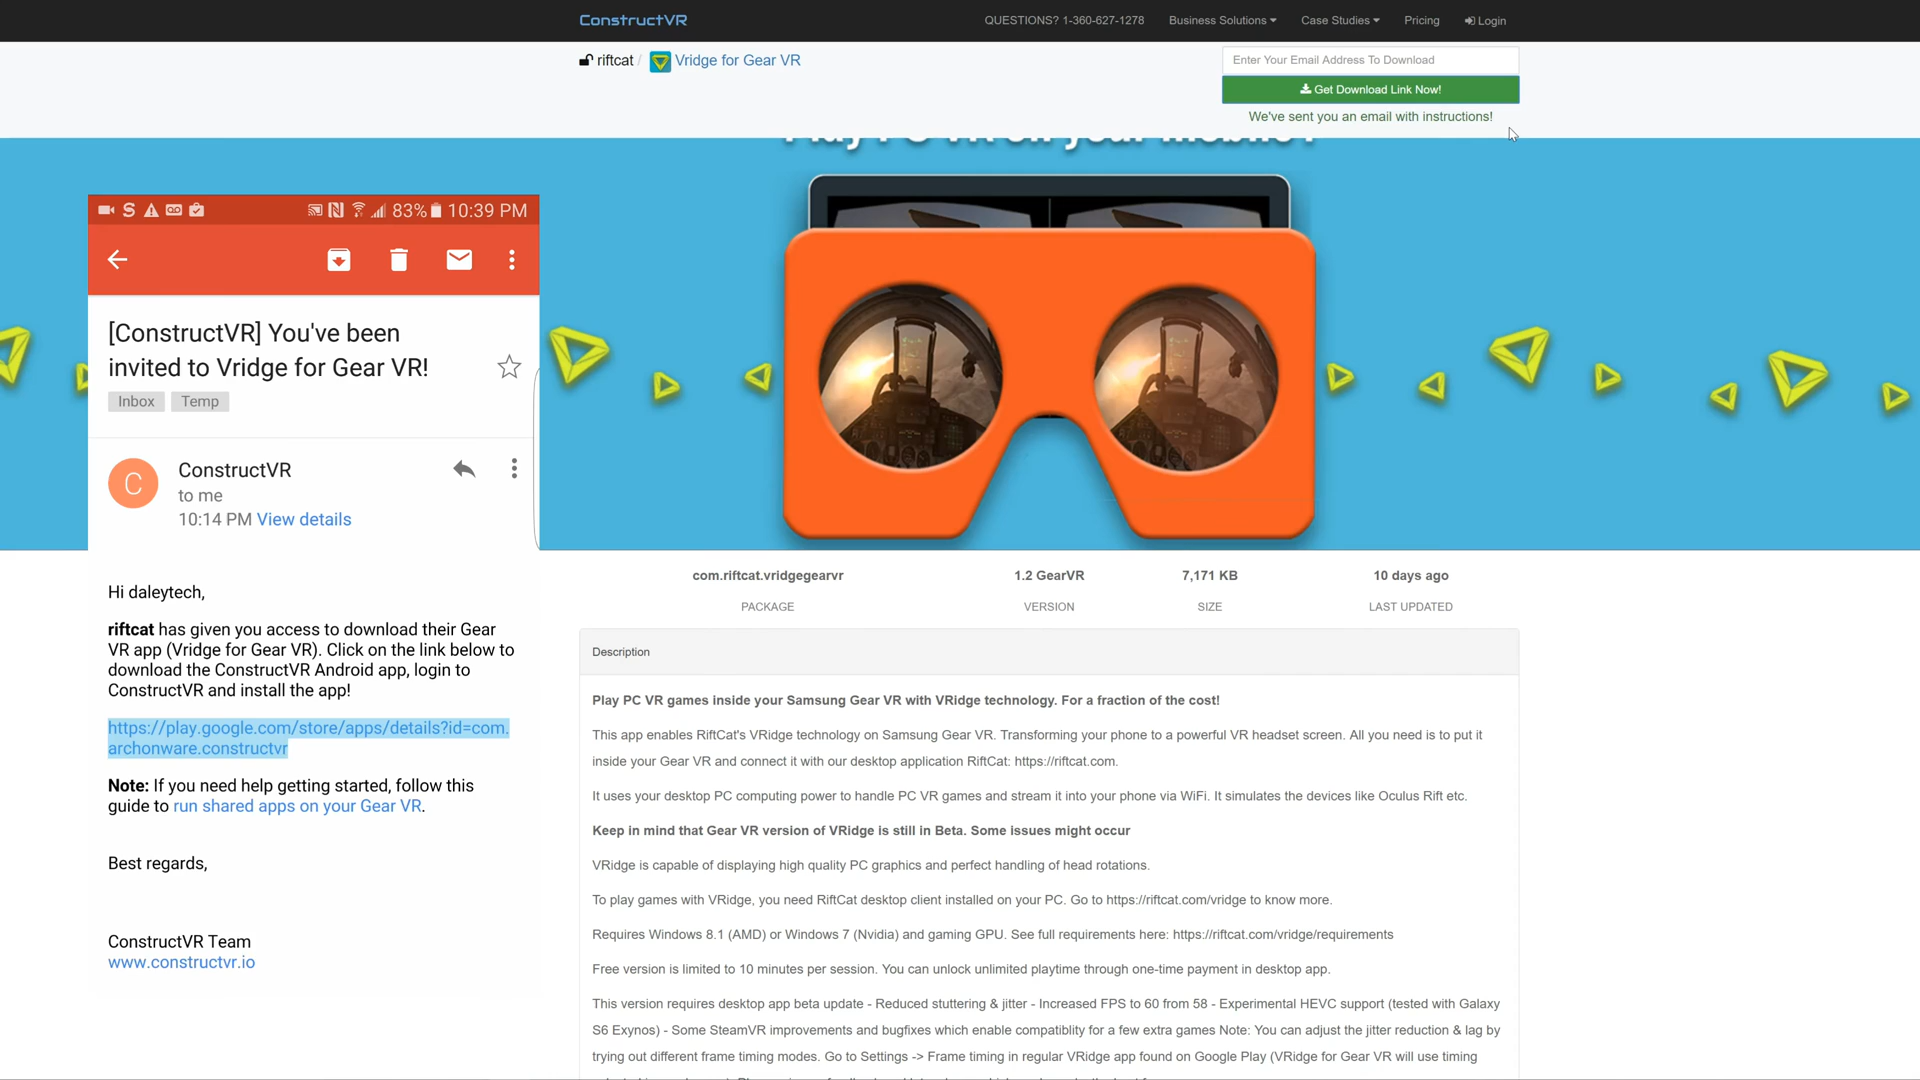 ConstructVR
QUESTIONS? 1-360-627-1278
Business Solutions
Case Studies
Pricing
Login
riftcat / Vridge for Gear VR
Enter Your Email Address To Download
Get Download Link Now!
We've sent you an email with instructions!
Play PC VR on your mobile!
83% 10:39 PM
[ConstructVR] You've been
invited to Vridge for Gear VR!
Inbox Temp
C
ConstructVR
to me
10:14 PM View details
Hi daleytech,
riftcat has given you access to download their Gear
VR app (Vridge for Gear VR). Click on the link below to
download the ConstructVR Android app, login to
ConstructVR and install the app!
https://play.google.com/store/apps/details?id=com.
archonware.constructvr
Note: If you need help getting started, follow this
guide to run shared apps on your Gear VR.
Best regards,
ConstructVR Team
www.constructvr.io
com.riftcat.vridgegearvr
PACKAGE
1.2 GearVR
VERSION
7,171 KB
SIZE
10 days ago
LAST UPDATED
Description
Play PC VR games inside your Samsung Gear VR with VRidge technology. For a fraction of the cost!
This app enables RiftCat's VRidge technology on Samsung Gear VR. Transforming your phone to a powerful VR headset screen. All you need is to put it
inside your Gear VR and connect it with our desktop application RiftCat: https://riftcat.com.
It uses your desktop PC computing power to handle PC VR games and stream it into your phone via WiFi. It simulates the devices like Oculus Rift etc.
Keep in mind that Gear VR version of VRidge is still in Beta. Some issues might occur
VRidge is capable of displaying high quality PC graphics and perfect handling of head rotations.
To play games with VRidge, you need RiftCat desktop client installed on your PC. Go to https://riftcat.com/vridge to know more.
Requires Windows 8.1 (AMD) or Windows 7 (Nvidia) and gaming GPU. See full requirements here: https://riftcat.com/vridge/requirements
Free version is limited to 10 minutes per session. You can unlock unlimited playtime through one-time payment in desktop app.
This version requires desktop app beta update - Reduced stuttering & jitter - Increased FPS to 60 from 58 - Experimental HEVC support (tested with Galaxy
S6 Exynos) - Some SteamVR improvements and bugfixes which enable compatiblity for a few extra games Note: You can adjust the jitter reduction & lag by
trying out different frame timing modes. Go to Settings -> Frame timing in regular VRidge app found on Google Play (VRidge for Gear VR will use timing